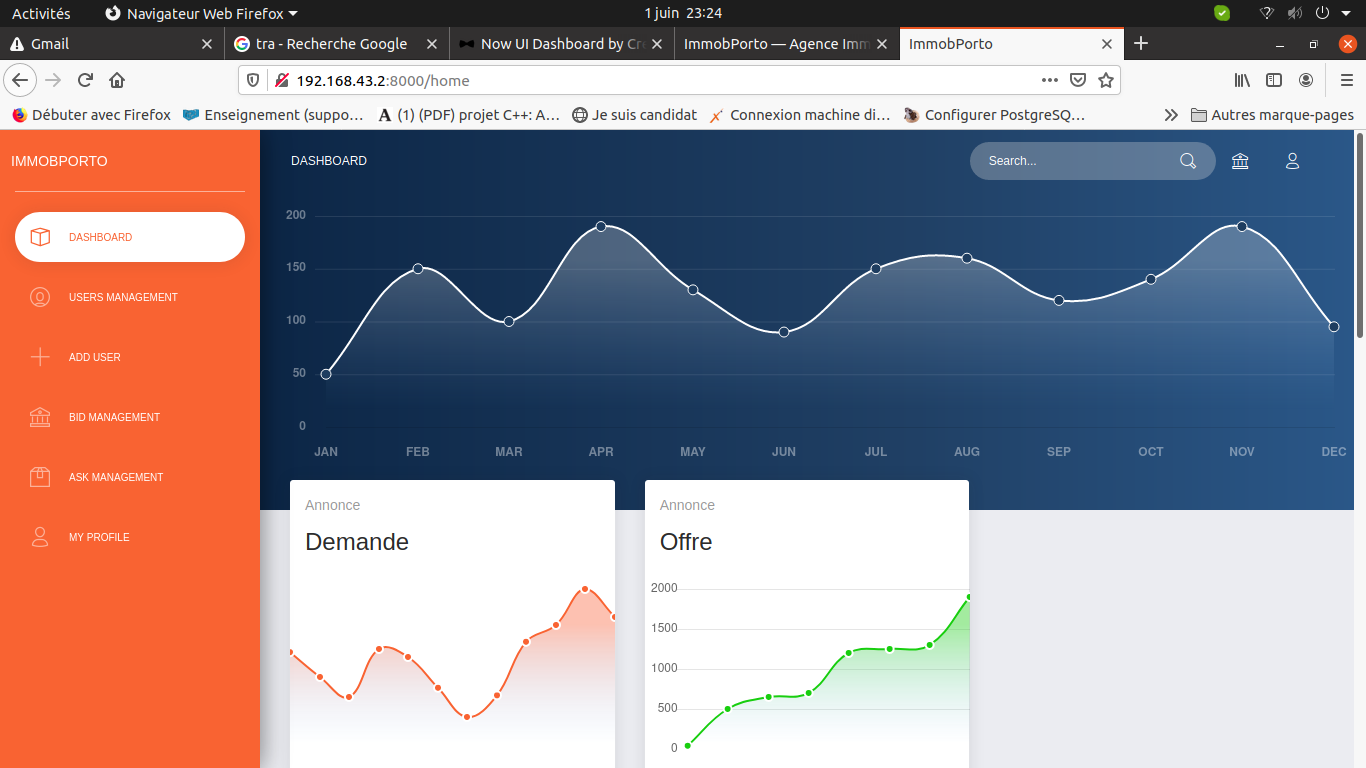 Activités Navigateur Web Firefox 1 juin 23:24
Gmail tra - Recherche Google Now UI Dashboard by Cre ImmobPorto — Agence Imm ImmobPorto
192.168.43.2:8000/home
Débuter avec Firefox Enseignement (suppo… (1) (PDF) projet C++: A… Je suis candidat Connexion machine di… Configurer PostgreSQ… Autres marque-pages
IMMOBPORTO
DASHBOARD
USERS MANAGEMENT
ADD USER
BID MANAGEMENT
ASK MANAGEMENT
MY PROFILE
DASHBOARD Search...
200
150
100
50
0
JAN FEB MAR APR MAY JUN JUL AUG SEP OCT NOV DEC
Annonce
Demande
Annonce
Offre
2000
1500
1000
500
0